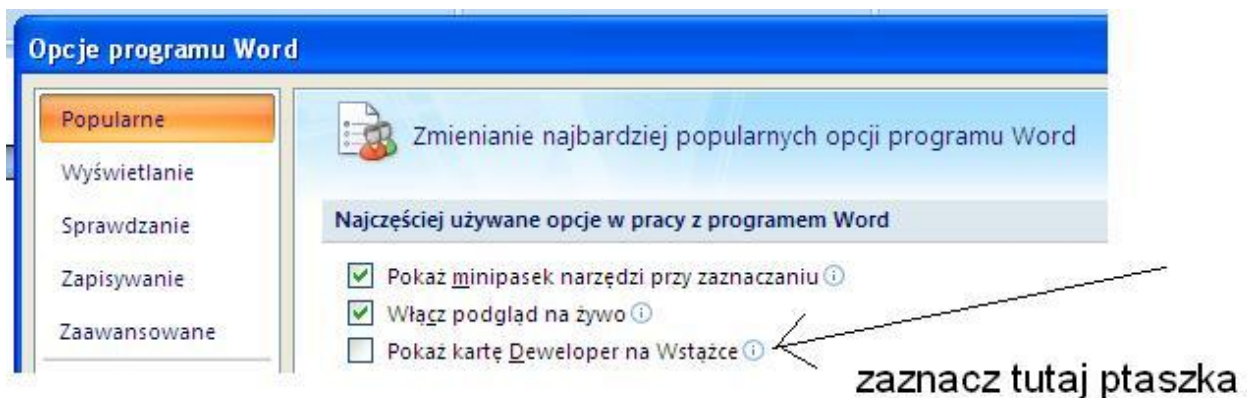 Opcje programu Word
Popularne
Wyświetlanie
Sprawdzanie
Zapisywanie
Zaawansowane
Zmienianie najbardziej popularnych opcji programu Word
Najczęściej używane opcje w pracy z programem Word
Pokaż minipasek narzędzi przy zaznaczaniu
Włącz podgląd na żywo
Pokaż kartę Deweloper na Wstążce
zaznacz tutaj ptaszka